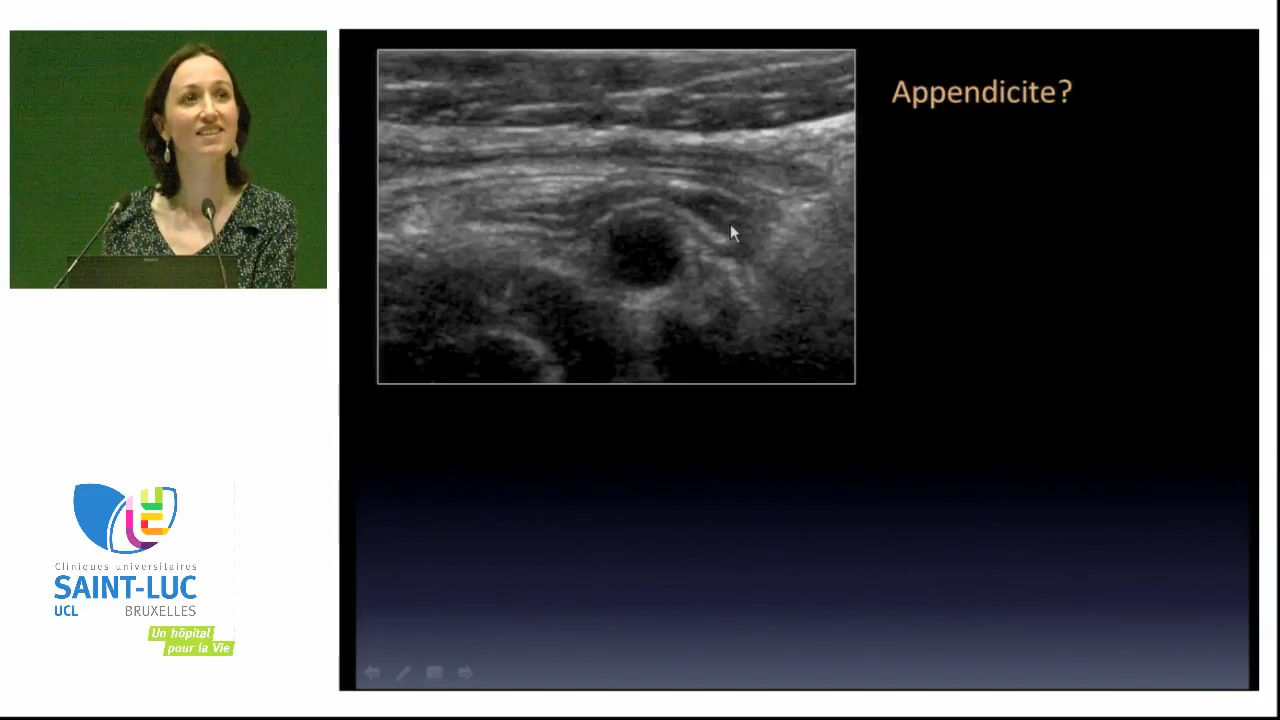 Appendicite?
Cliniques universitaires
SAINT-LUC
UCL BRUXELLES
Un hôpital
pour la Vie